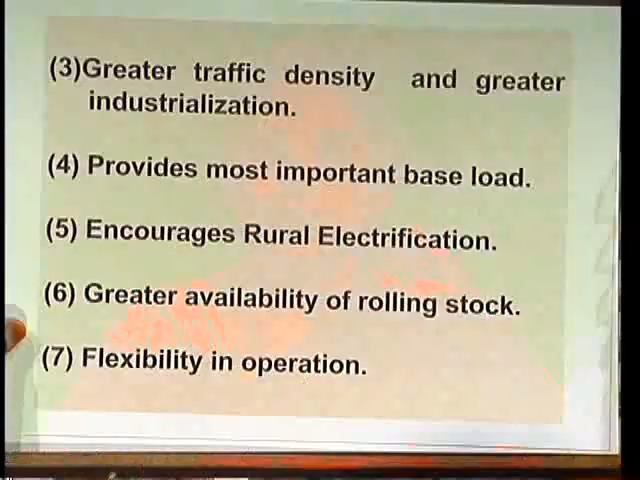 (3)Greater traffic density and greater
industrialization.
(4) Provides most important base load.
(5) Encourages Rural Electrification.
(6) Greater availability of rolling stock.
(7) Flexibility in operation.